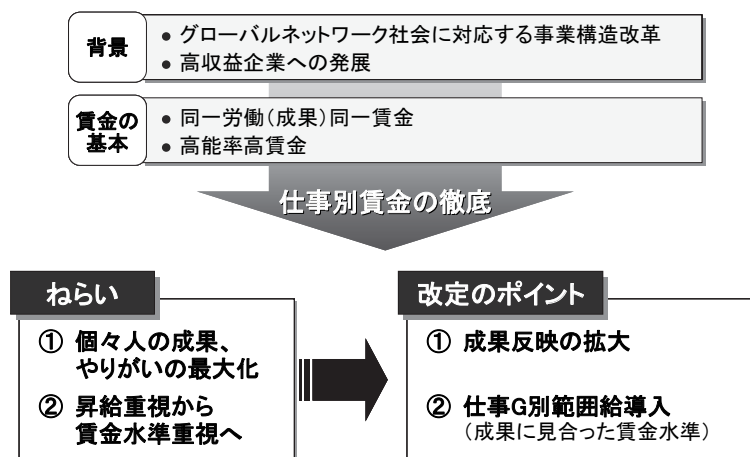 背景
● グローバルネットワーク社会に対応する事業構造改革
● 高収益企業への発展
賃金の
基本
● 同一労働(成果)同一賃金
● 高能率高賃金
仕事別賃金の徹底
ねらい
① 個々人の成果、
やりがいの最大化
② 昇給重視から
賃金水準重視へ
改定のポイント
① 成果反映の拡大
② 仕事G別範囲給導入
(成果に見合った賃金水準)